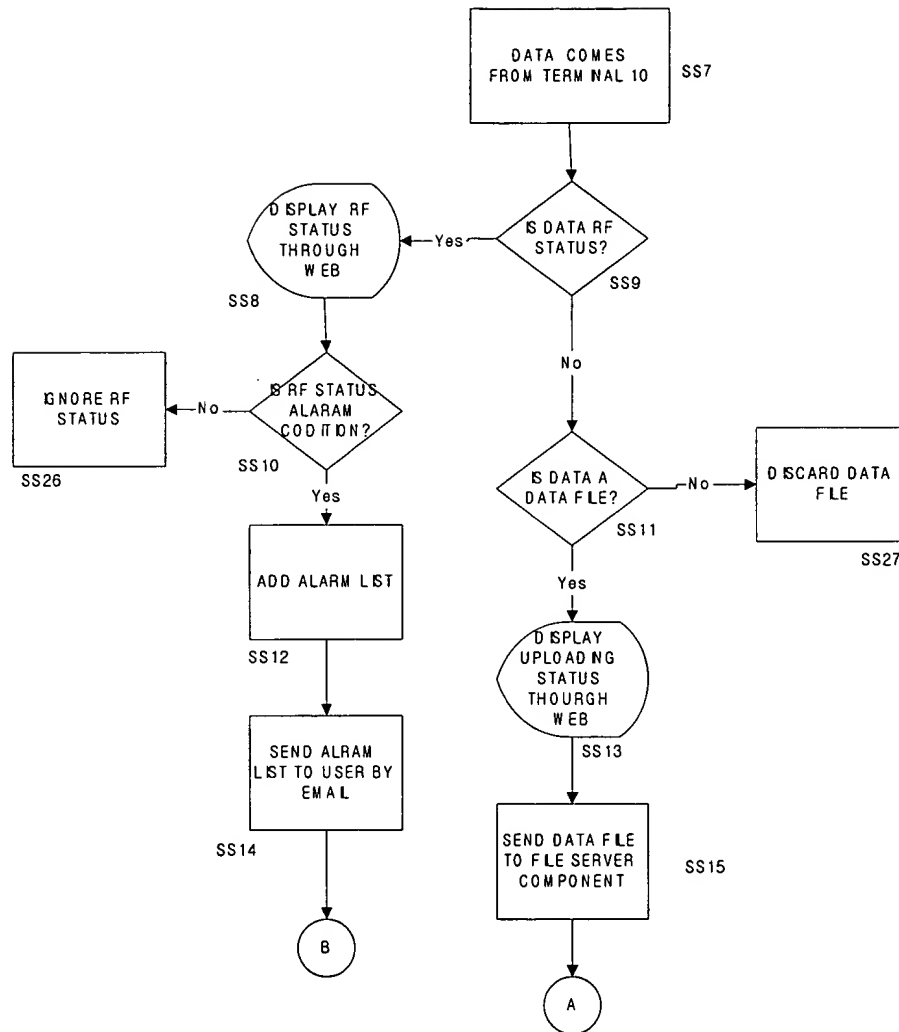 DATA COMES
FROM TERMINAL 10
SS7
DISPLAY RF
STATUS
THROUGH
WEB
SS8
Yes
IS DATA RF
STATUS?
SS9
No
IGNORE RF
STATUS
SS26
No
IS RF STATUS
ALARAM
CODITION?
SS10
Yes
IS DATA A
DATA FILE?
SS11
No
DISCARD DATA
FILE
SS27
Yes
ADD ALARM LIST
SS12
DISPLAY
UPLOADING
STATUS
THOURGH
WEB
SS13
SEND ALRAM
LIST TO USER BY
EMAIL
SS14
SEND DATA FILE
TO FILE SERVER
COMPONENT
SS15
B
A